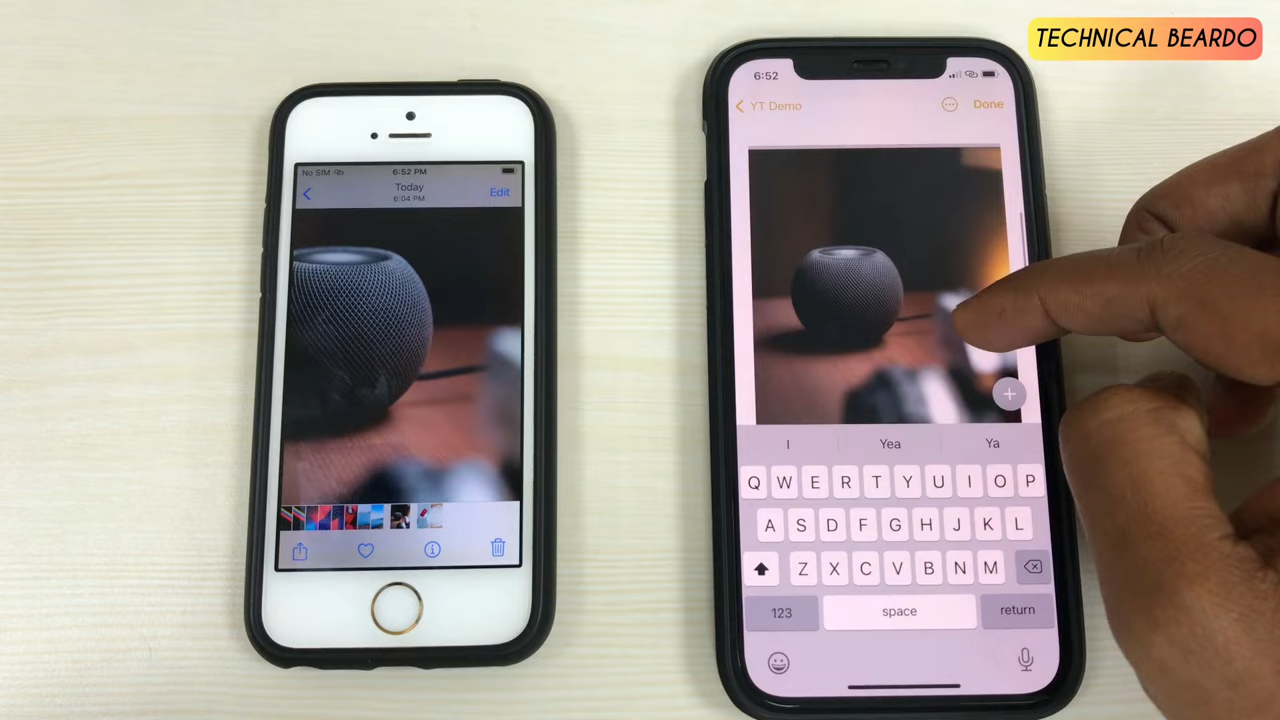 TECHNICAL BEARDO
No SIM 6:52 PM
Today
6:04 PM
Edit
6:52
YT Demo
Done
I Yea Ya
Q W E R T Y U I O P
A S D F G H J K L
Z X C V B N M
123 space return